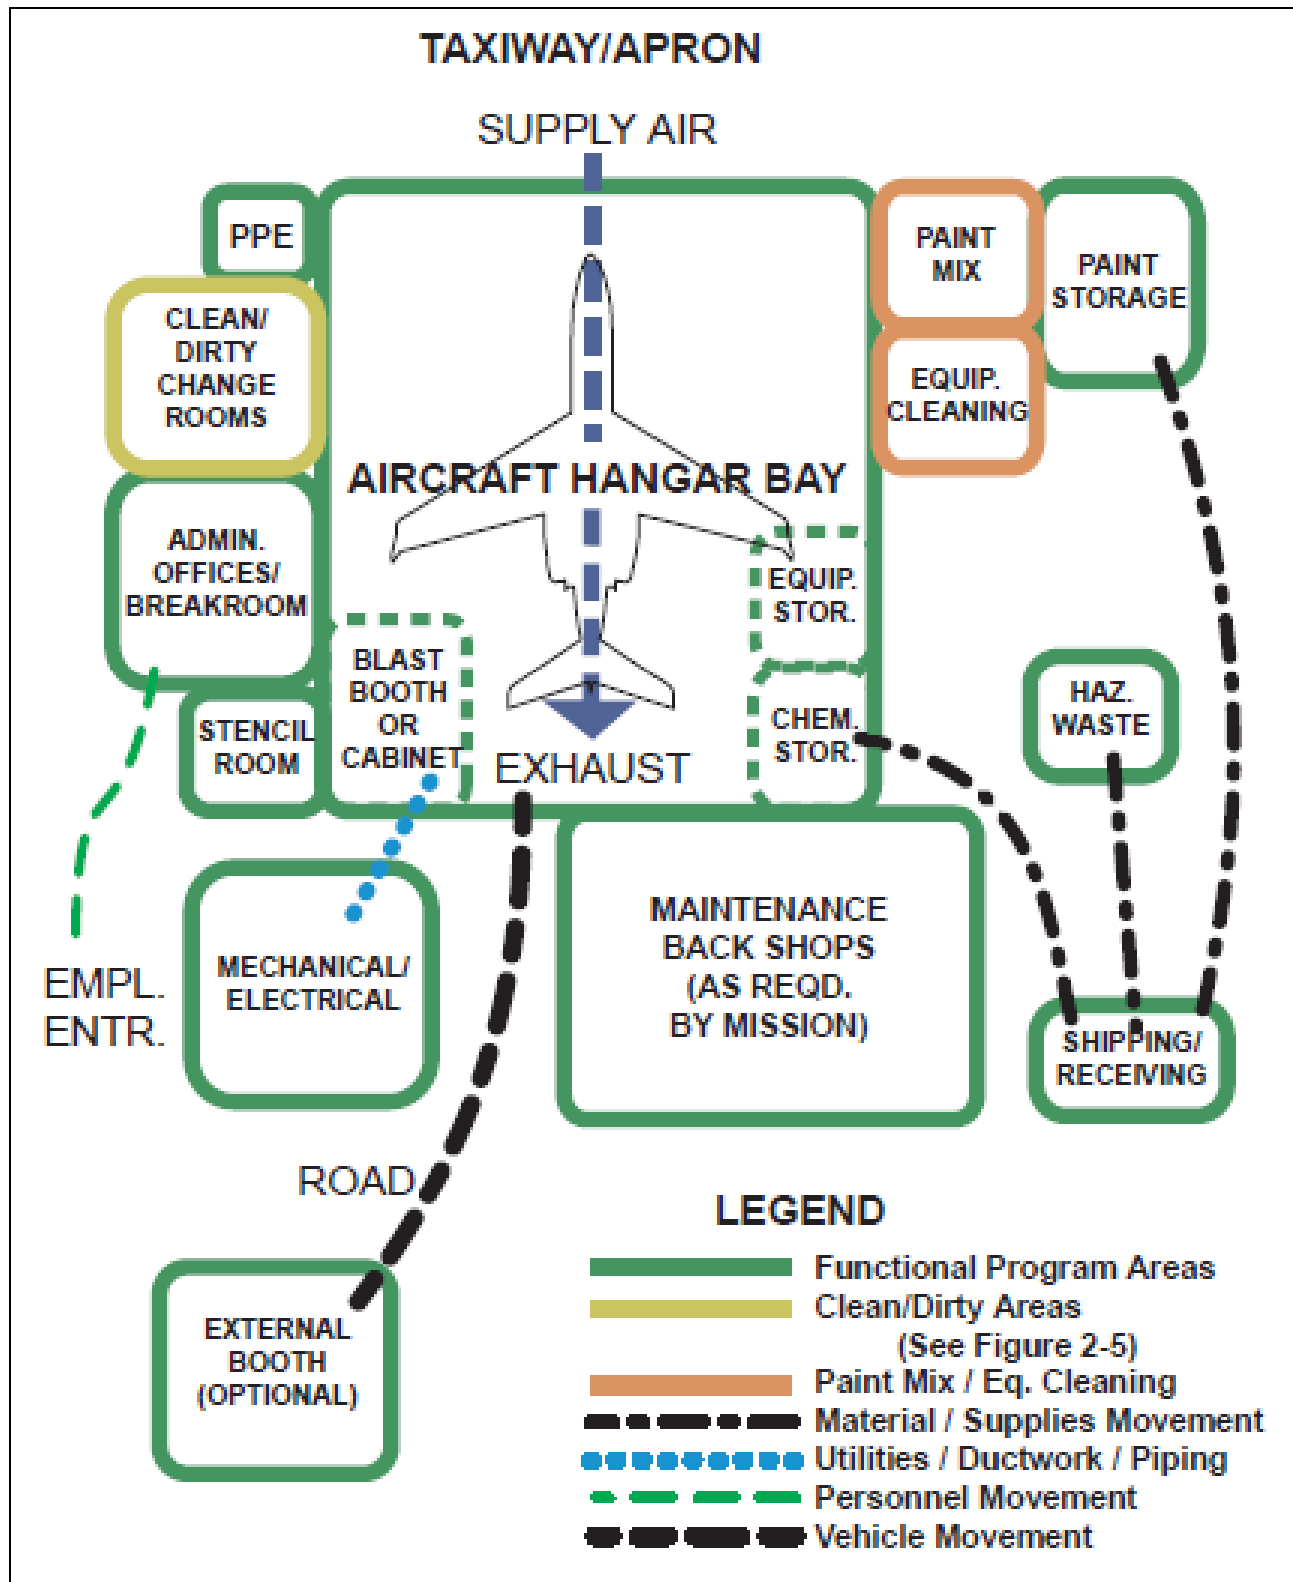 TAXIWAY/APRON
SUPPLY AIR
PPE
CLEAN/
DIRTY
CHANGE
ROOMS
PAINT
MIX
PAINT
STORAGE
EQUIP.
CLEANING
AIRCRAFT HANGAR BAY
ADMIN.
OFFICES/
BREAKROOM
EQUIP.
STOR.
BLAST
BOOTH
OR
CABINET
STENCIL
ROOM
CHEM.
STOR.
HAZ.
WASTE
EXHAUST
MECHANICAL/
ELECTRICAL
EMPL.
ENTR.
MAINTENANCE
BACK SHOPS
(AS REQD.
BY MISSION)
SHIPPING/
RECEIVING
ROAD
EXTERNAL
BOOTH
(OPTIONAL)
LEGEND
Functional Program Areas
Clean/Dirty Areas
(See Figure 2-5)
Paint Mix / Eq. Cleaning
Material / Supplies Movement
Utilities / Ductwork / Piping
Personnel Movement
Vehicle Movement